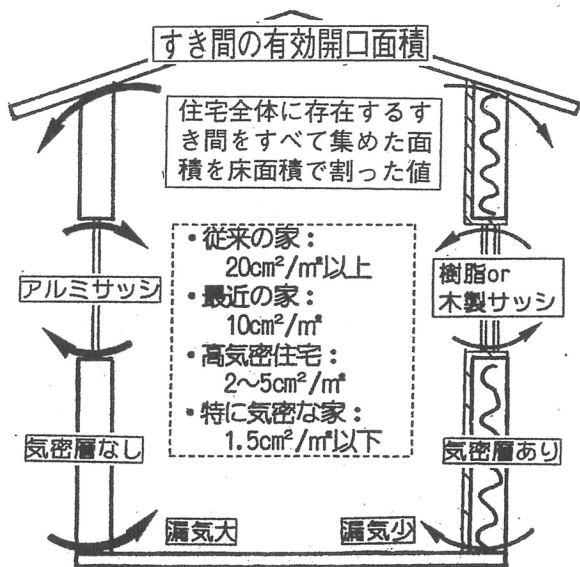 すき間の有効開口面積
住宅全体に存在するす
き間をすべて集めた面
積を床面積で割った値
・従来の家：
20cm²/㎡以上
・最近の家：
10cm²/㎡
・高気密住宅：
2～5cm²/㎡
・特に気密な家：
1.5cm²/㎡以下
アルミサッシ
樹脂or
木製サッシ
気密層なし
気密層あり
漏気大
漏気少